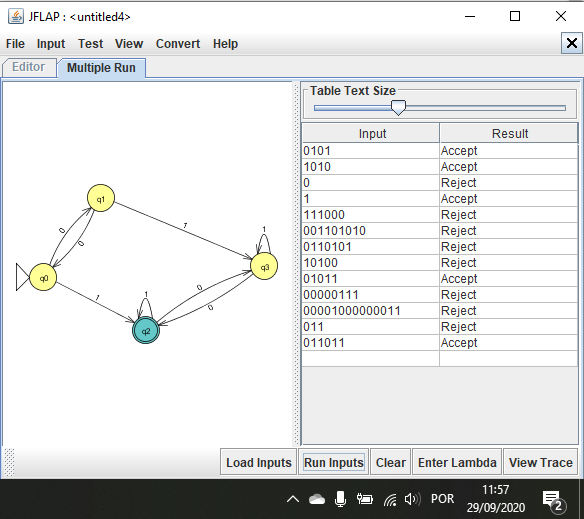 JFLAP : <untitled4>
File Input Test View Convert Help
Editor Multiple Run
Table Text Size
Input Result
0101 Accept
1010 Accept
0 Reject
1 Accept
111000 Reject
001101010 Reject
0110101 Reject
10100 Reject
01011 Accept
00000111 Reject
00001000000011 Reject
011 Reject
011011 Accept
q1
0
0
1
1
q3
q0
1
1
0
0
q2
Load Inputs Run Inputs Clear Enter Lambda View Trace
POR
11:57
29/09/2020
2